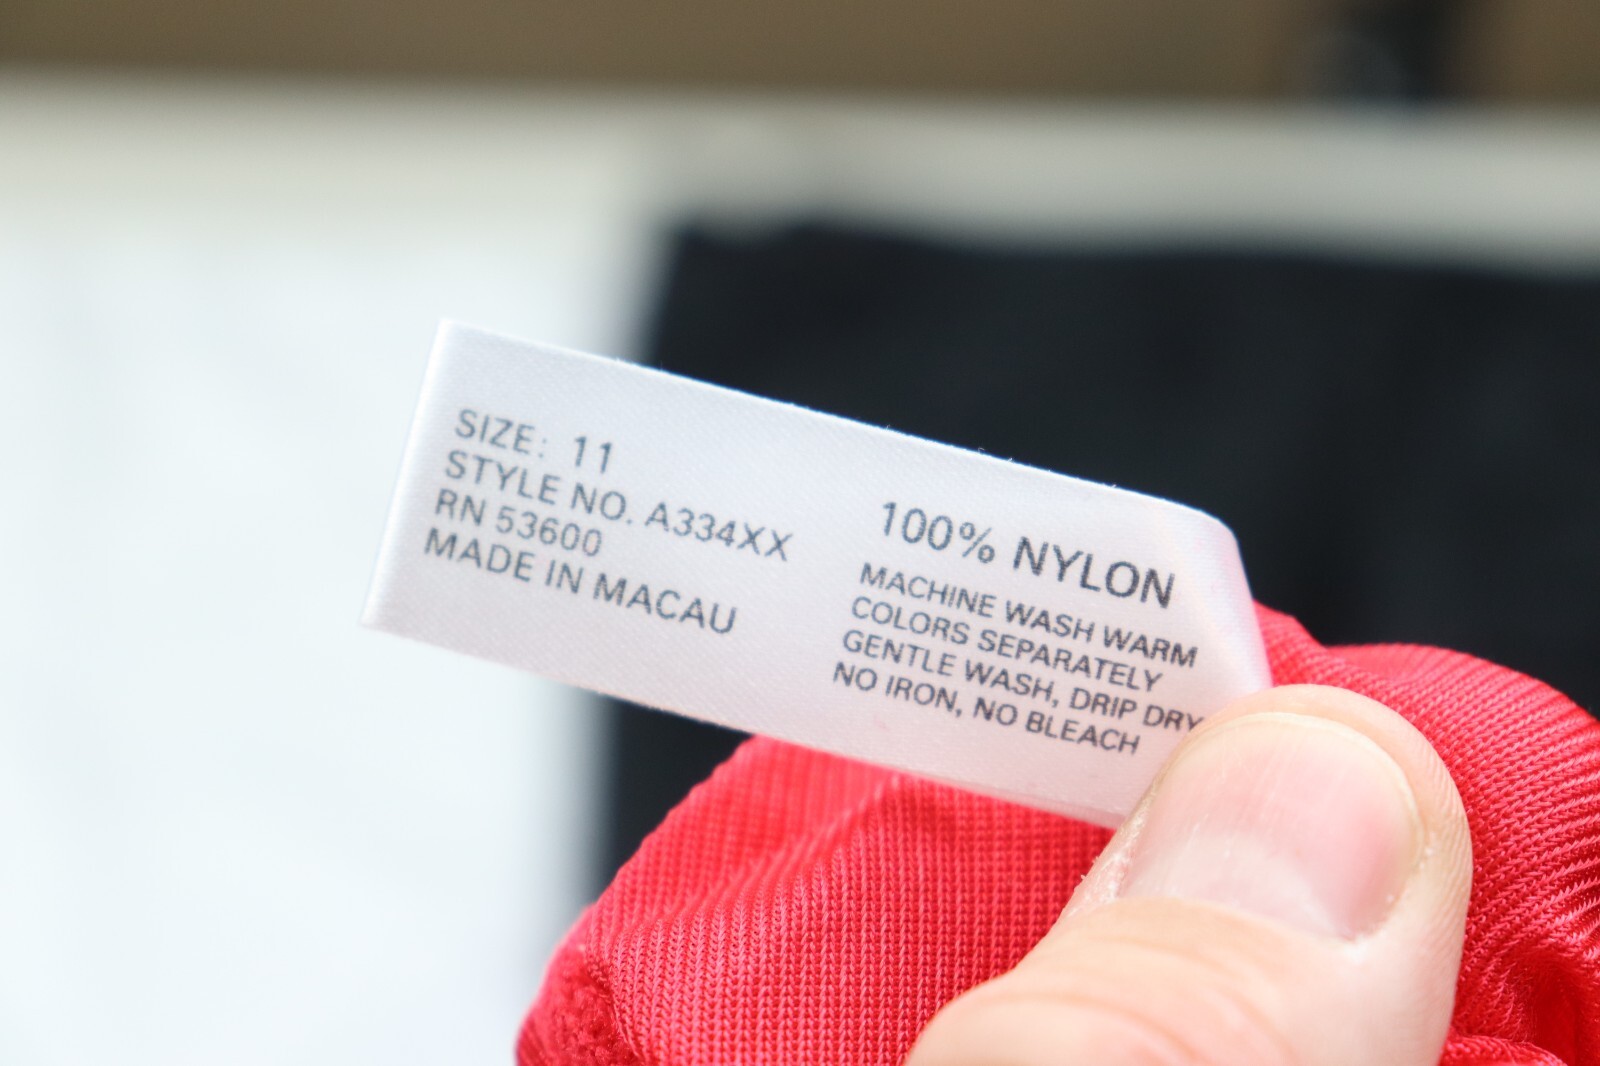 SIZE: 11
STYLE NO. A334XX
RN 53600
MADE IN MACAU
100% NYLON
MACHINE WASH WARM
COLORS SEPARATELY
GENTLE WASH, DRIP DRY
NO IRON, NO BLEACH